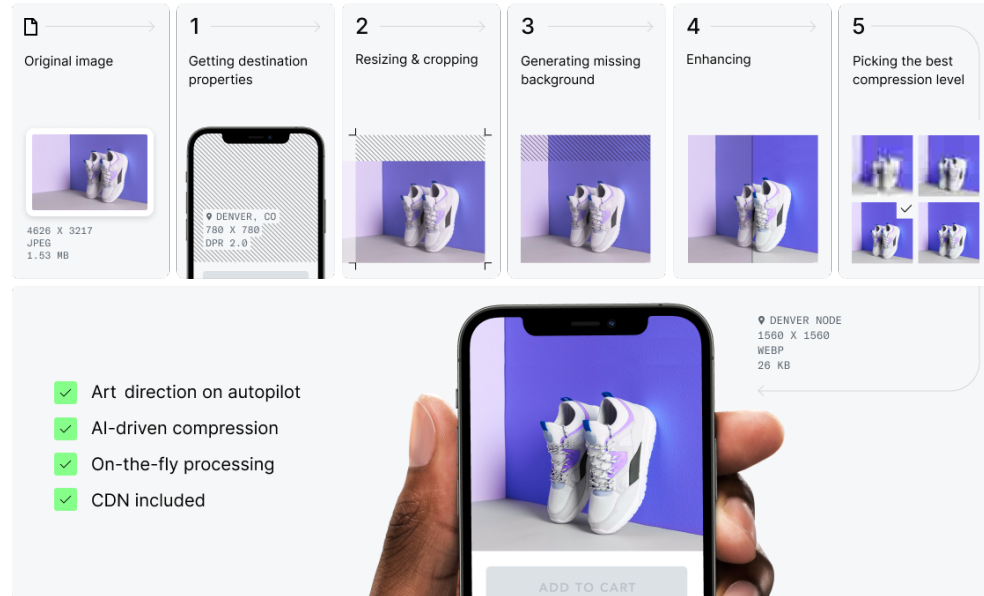 Original image
4626 X 3217
JPEG
1.53 MB
1
Getting destination
properties
DENVER, CO
780 X 780
DPR 2.0
2
Resizing & cropping
3
Generating missing
background
4
Enhancing
5
Picking the best
compression level
DENVER NODE
1560 X 1560
WEBP
26 KB
Art direction on autopilot
AI-driven compression
On-the-fly processing
CDN included
ADD TO CART